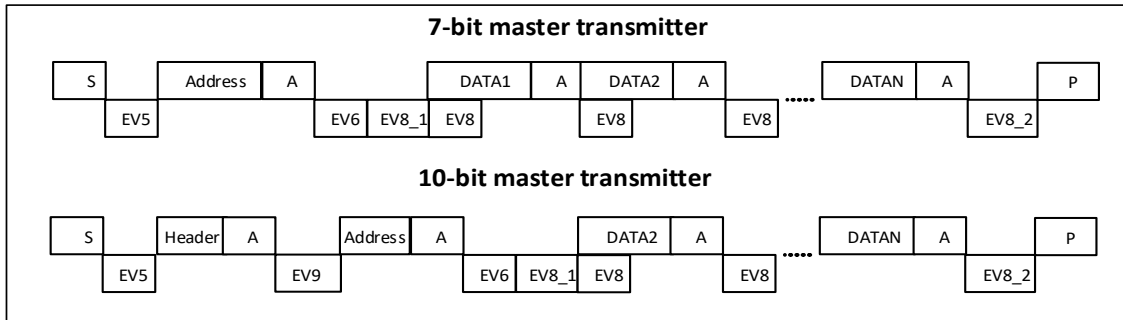 7-bit master transmitter
S Address A DATA1 A DATA2 A ...... DATAN A P
EV5 EV6 EV8_1 EV8 EV8 EV8 EV8_2
10-bit master transmitter
S Header A Address A DATA2 A ...... DATAN A P
EV5 EV9 EV6 EV8_1 EV8 EV8 EV8_2